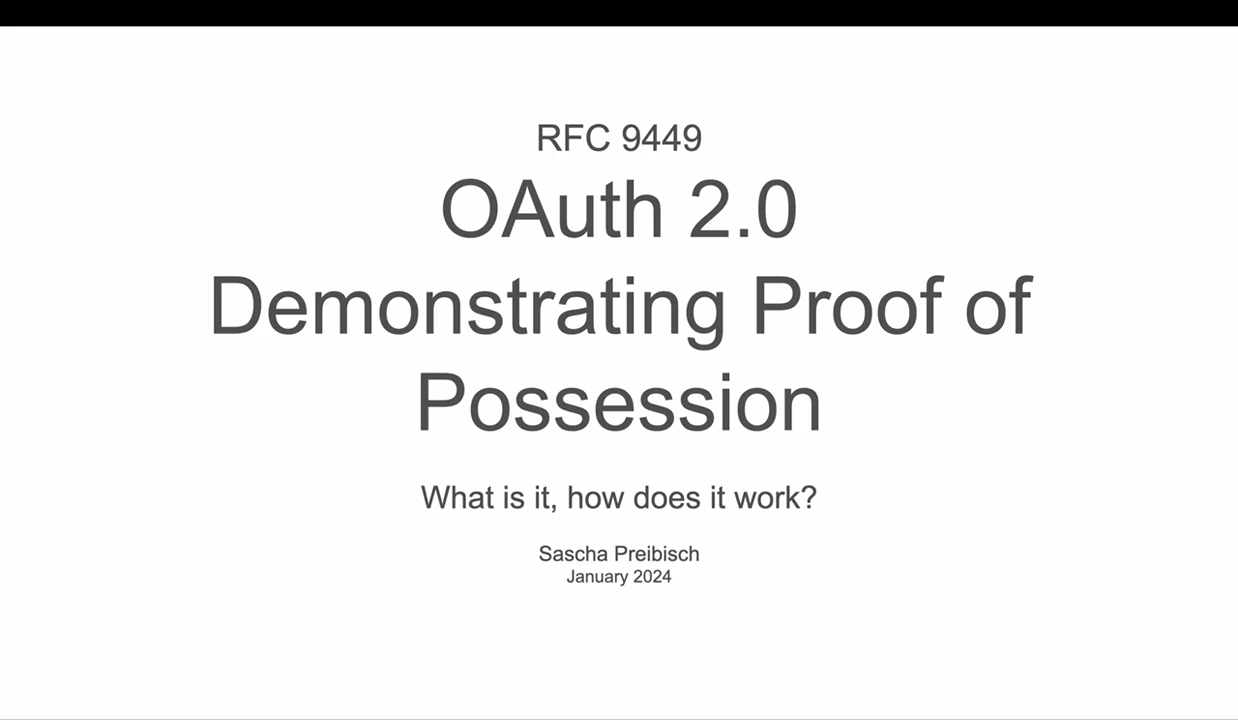 RFC 9449
OAuth 2.0
Demonstrating Proof of
Possession
What is it, how does it work?
Sascha Preibisch
January 2024